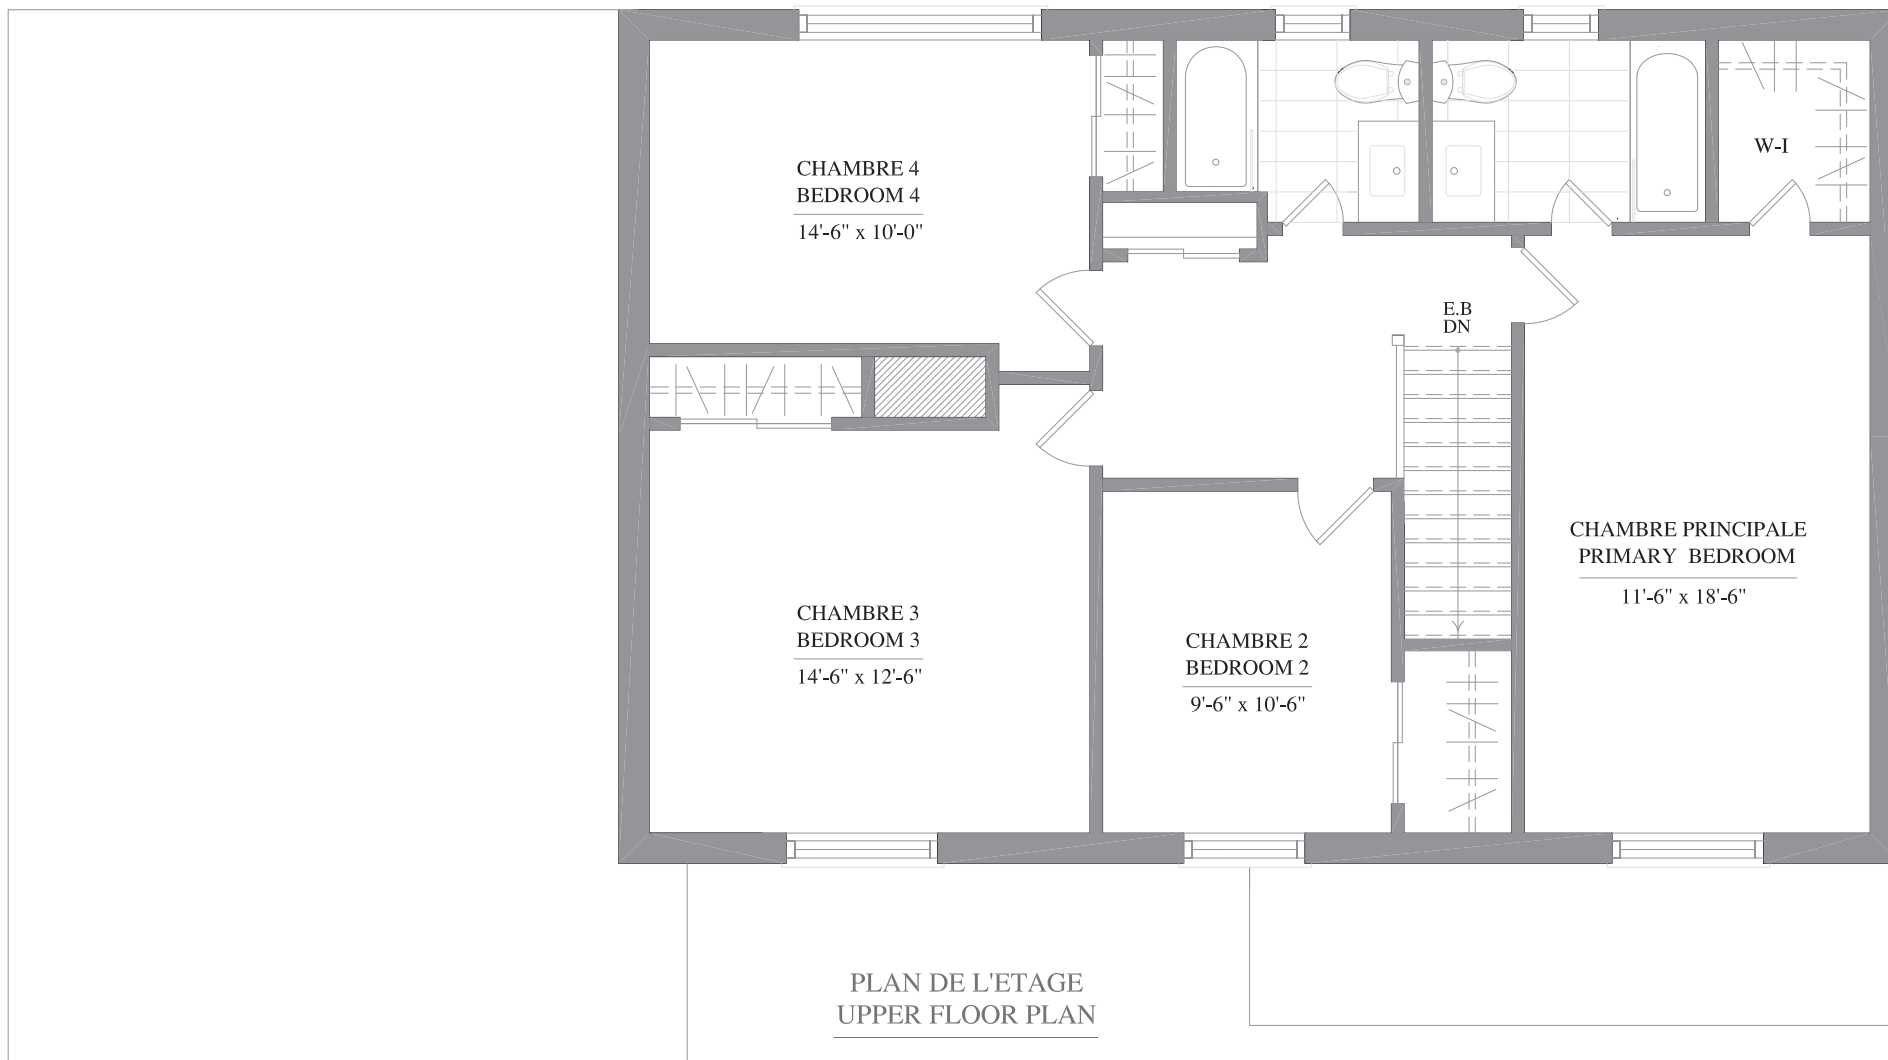 CHAMBRE 4
BEDROOM 4
14'-6" x 10'-0"
W-I
E.B
DN
CHAMBRE PRINCIPALE
PRIMARY BEDROOM
11'-6" x 18'-6"
CHAMBRE 3
BEDROOM 3
14'-6" x 12'-6"
CHAMBRE 2
BEDROOM 2
9'-6" x 10'-6"
PLAN DE L'ETAGE
UPPER FLOOR PLAN